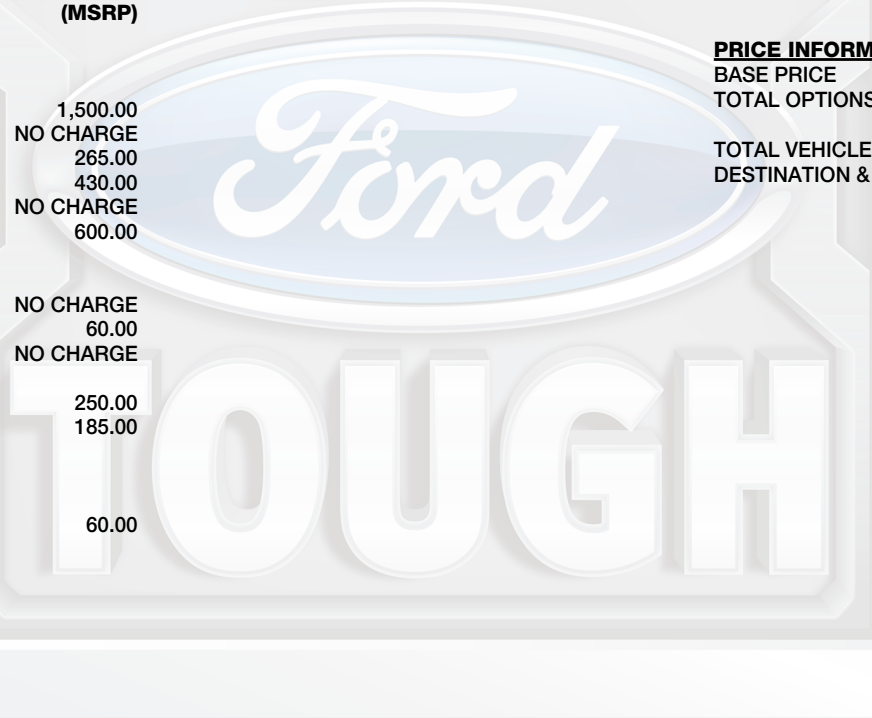 (MSRP)
1,500.00
NO CHARGE
265.00
430.00
NO CHARGE
600.00
NO CHARGE
60.00
NO CHARGE
250.00
185.00
60.00
PRICE INFORM
BASE PRICE
TOTAL OPTIONS
TOTAL VEHICLE
DESTINATION &
Ford
TOUGH